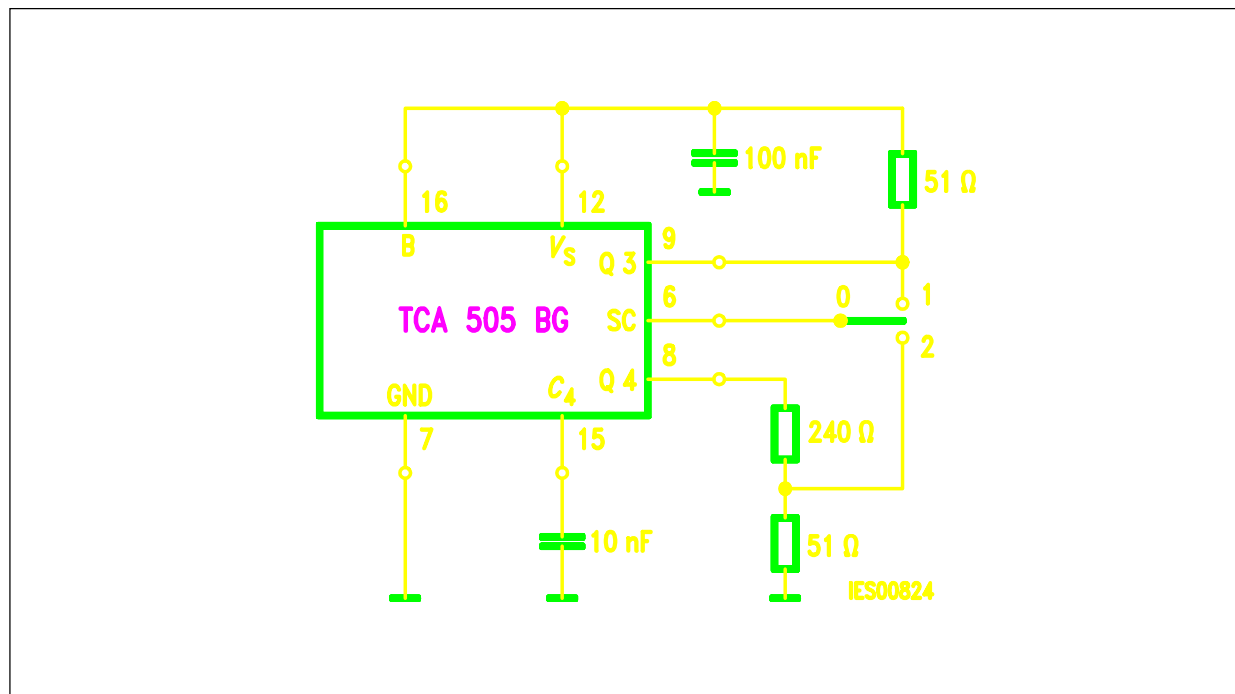 100 nF
51 Ω
16
12
B
VS
Q 3
9
TCA 505 BG
SC
6
0
1
2
8
GND
C4
Q 4
7
15
240 Ω
10 nF
51 Ω
IES00824